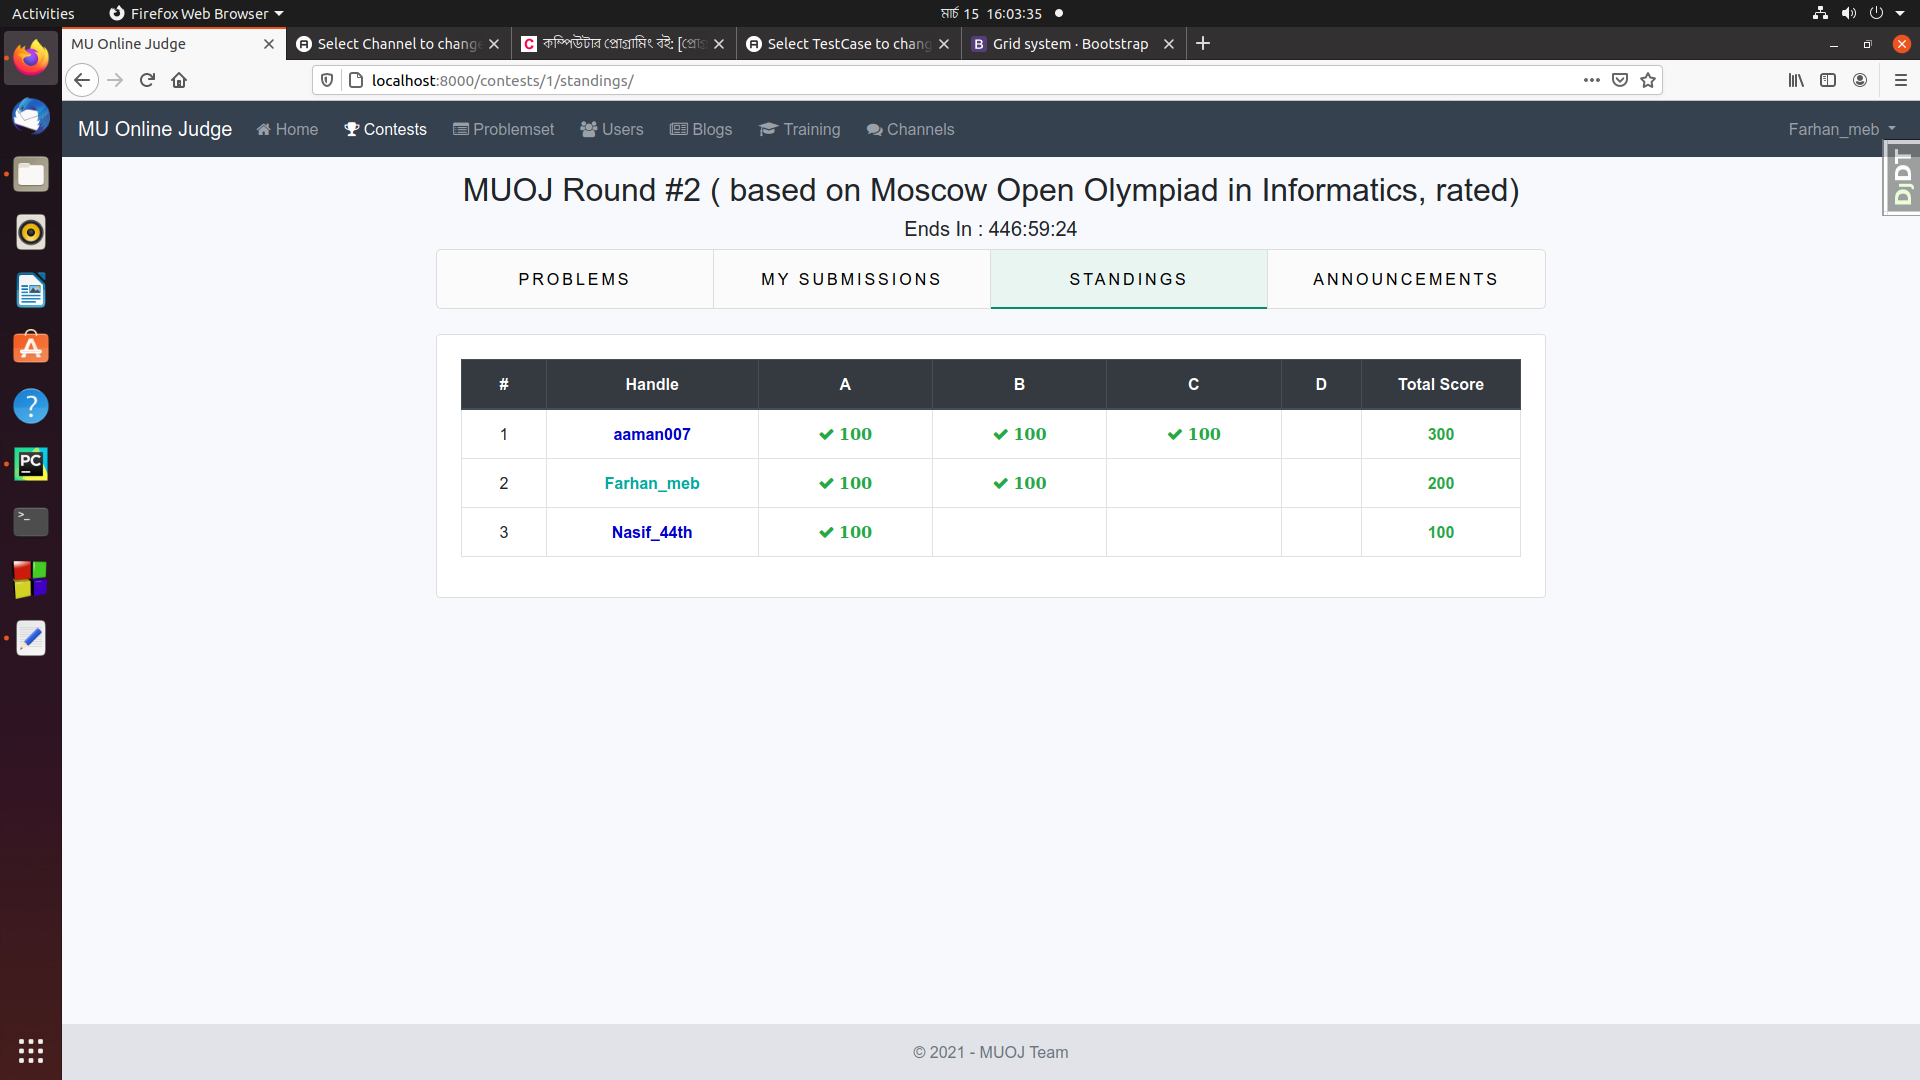 Activities Firefox Web Browser মার্চ 15 16:03:35
MU Online Judge Select Channel to change কম্পিউটার প্রোগ্রামিং বই: [প্রো Select TestCase to chang Grid system · Bootstrap
localhost:8000/contests/1/standings/
MU Online Judge Home Contests Problemset Users Blogs Training Channels Farhan_meb
DjDT
MUOJ Round #2 ( based on Moscow Open Olympiad in Informatics, rated)
Ends In : 446:59:24
PROBLEMS MY SUBMISSIONS STANDINGS ANNOUNCEMENTS
# Handle A B C D Total Score
1 aaman007 100 100 100 300
2 Farhan_meb 100 100 200
3 Nasif_44th 100 100
© 2021 - MUOJ Team